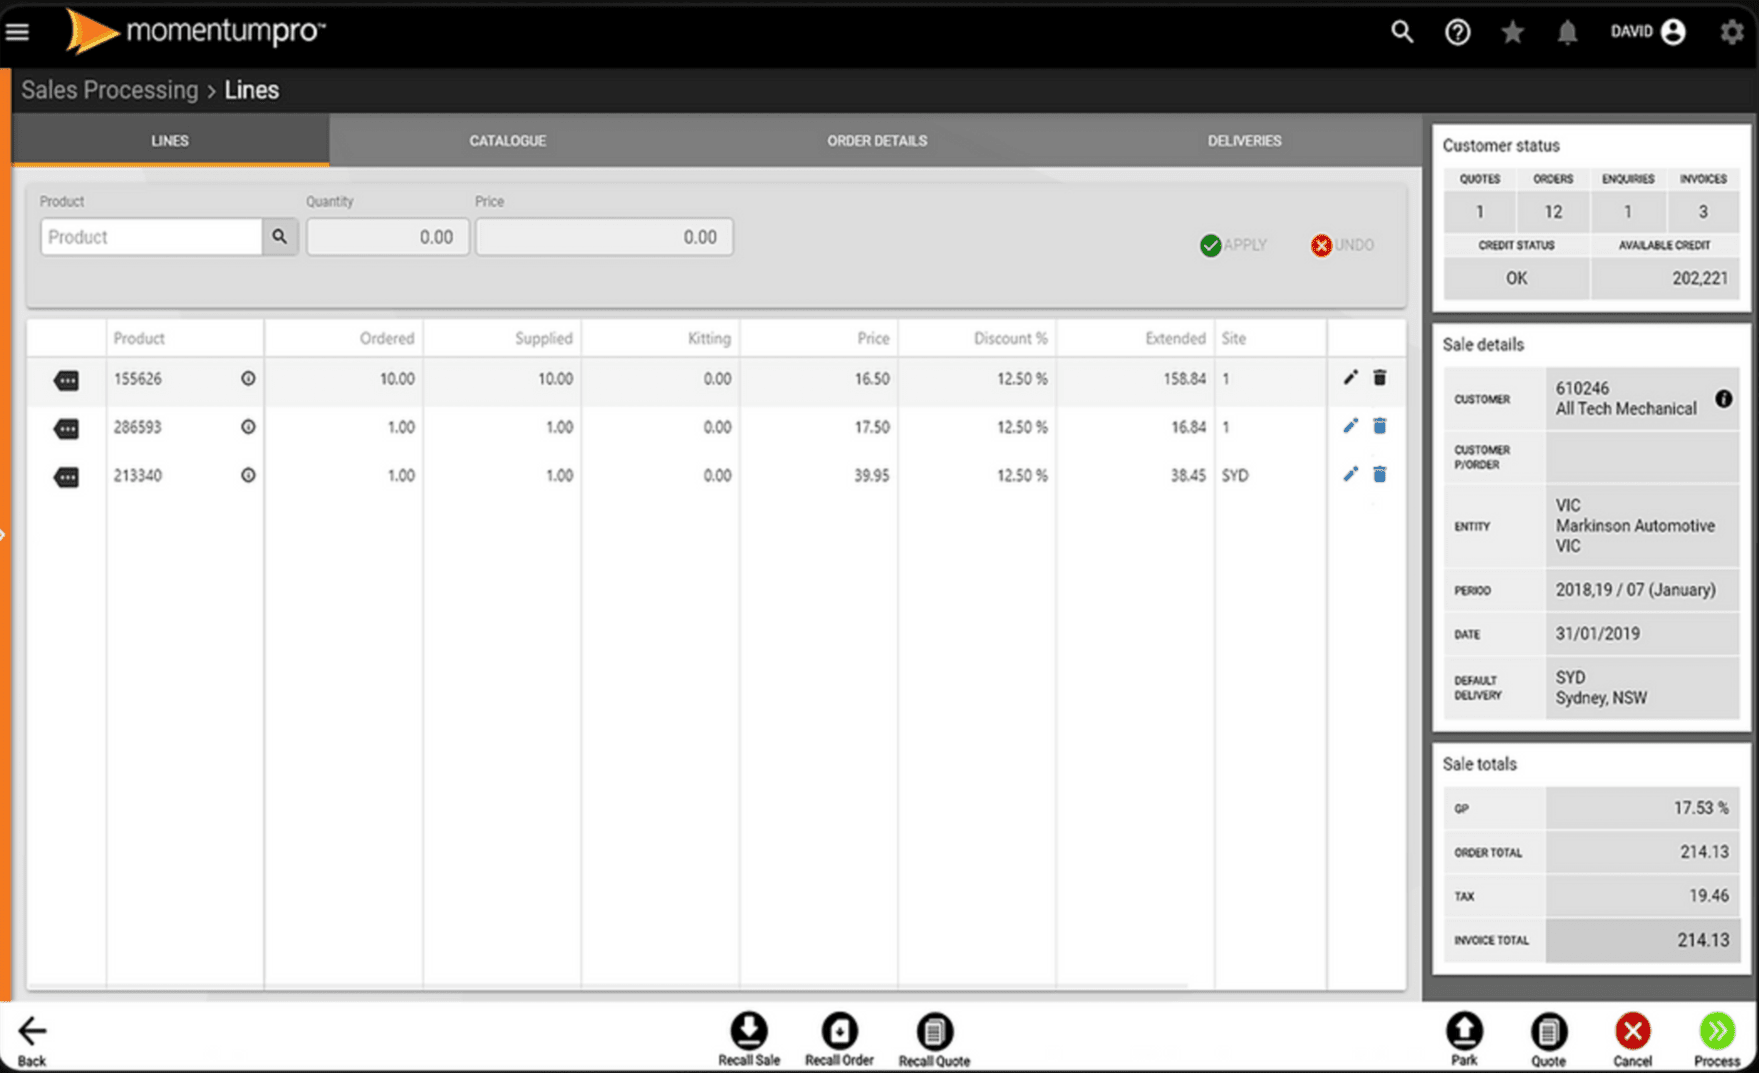 momentumpro™
DAVID
Sales Processing > Lines
LINES
CATALOGUE
ORDER DETAILS
DELIVERIES
Product
Quantity
Price
Product
0.00
0.00
APPLY
UNDO
Product Ordered Supplied Kitting Price Discount % Extended Site
155626 10.00 10.00 0.00 16.50 12.50 % 158.84 1
286593 1.00 1.00 0.00 17.50 12.50 % 16.84 1
213340 1.00 1.00 0.00 39.95 12.50 % 38.45 SYD
Customer status
QUOTES ORDERS ENQUIRIES INVOICES
1 12 1 3
CREDIT STATUS AVAILABLE CREDIT
OK 202,221
Sale details
CUSTOMER
610246
All Tech Mechanical
CUSTOMER
P/ORDER
ENTITY
VIC
Markinson Automotive
VIC
PERIOD 2018,19 / 07 (January)
DATE 31/01/2019
DEFAULT
DELIVERY
SYD
Sydney, NSW
Sale totals
GP 17.53 %
ORDER TOTAL 214.13
TAX 19.46
INVOICE TOTAL 214.13
Back
Recall Sale
Recall Order
Recall Quote
Park
Quote
Cancel
Process